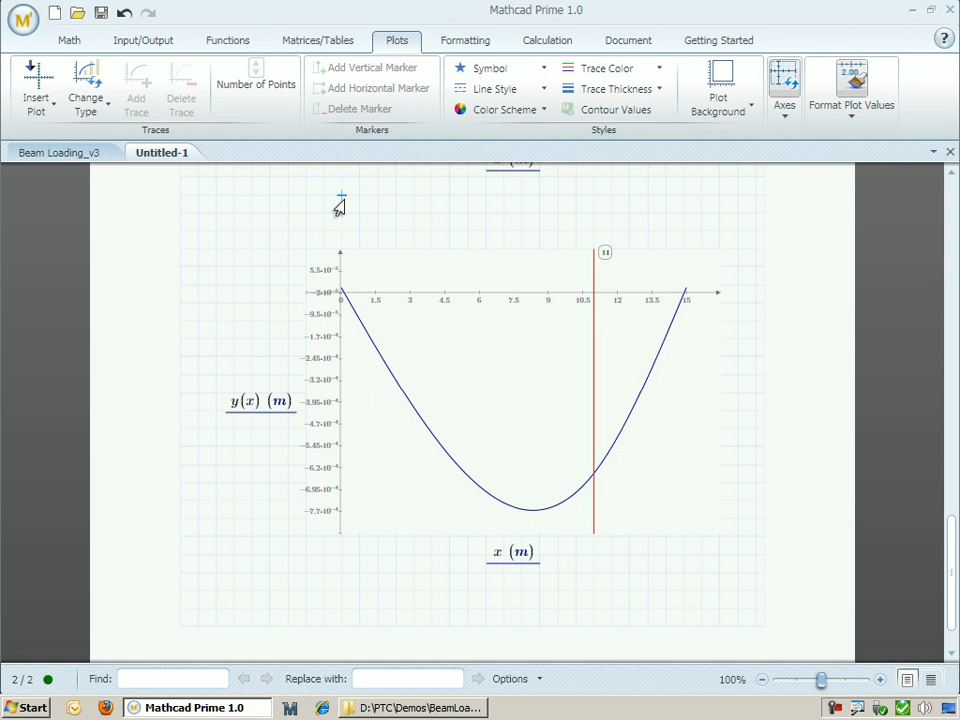 Mathcad Prime 1.0
Math Input/Output Functions Matrices/Tables Plots Formatting Calculation Document Getting Started
Insert Plot
Change Type
Add Trace
Delete Trace
Number of Points
Traces
Add Vertical Marker
Add Horizontal Marker
Delete Marker
Markers
Symbol
Line Style
Color Scheme
Trace Color
Trace Thickness
Contour Values
Styles
Plot Background
Axes
2.00
Format Plot Values
Beam Loading_v3 Untitled-1
11
0 1.5 3 4.5 6 7.5 9 10.5 12 13.5 15
y(x) (m)
x (m)
2 / 2 Find: Replace with: Options 100%
Start Mathcad Prime 1.0 D:\PTC\Demos\BeamLoa...